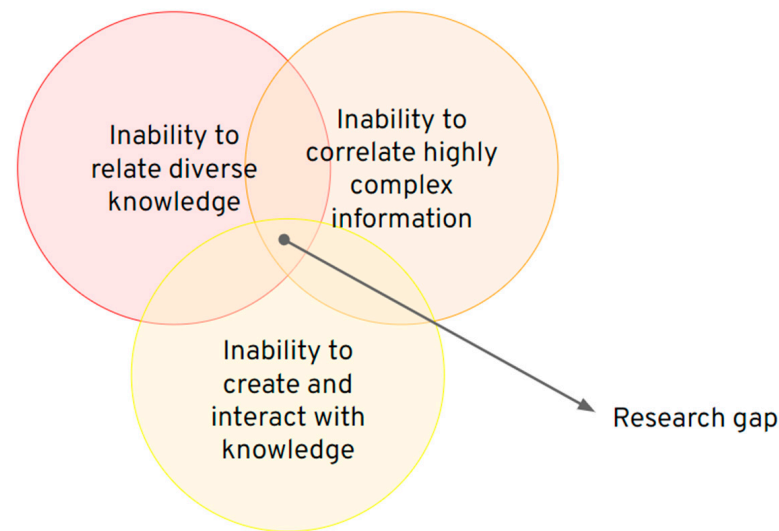 Inability to
relate diverse
knowledge
Inability to
correlate highly
complex
information
Inability to
create and
interact with
knowledge
Research gap